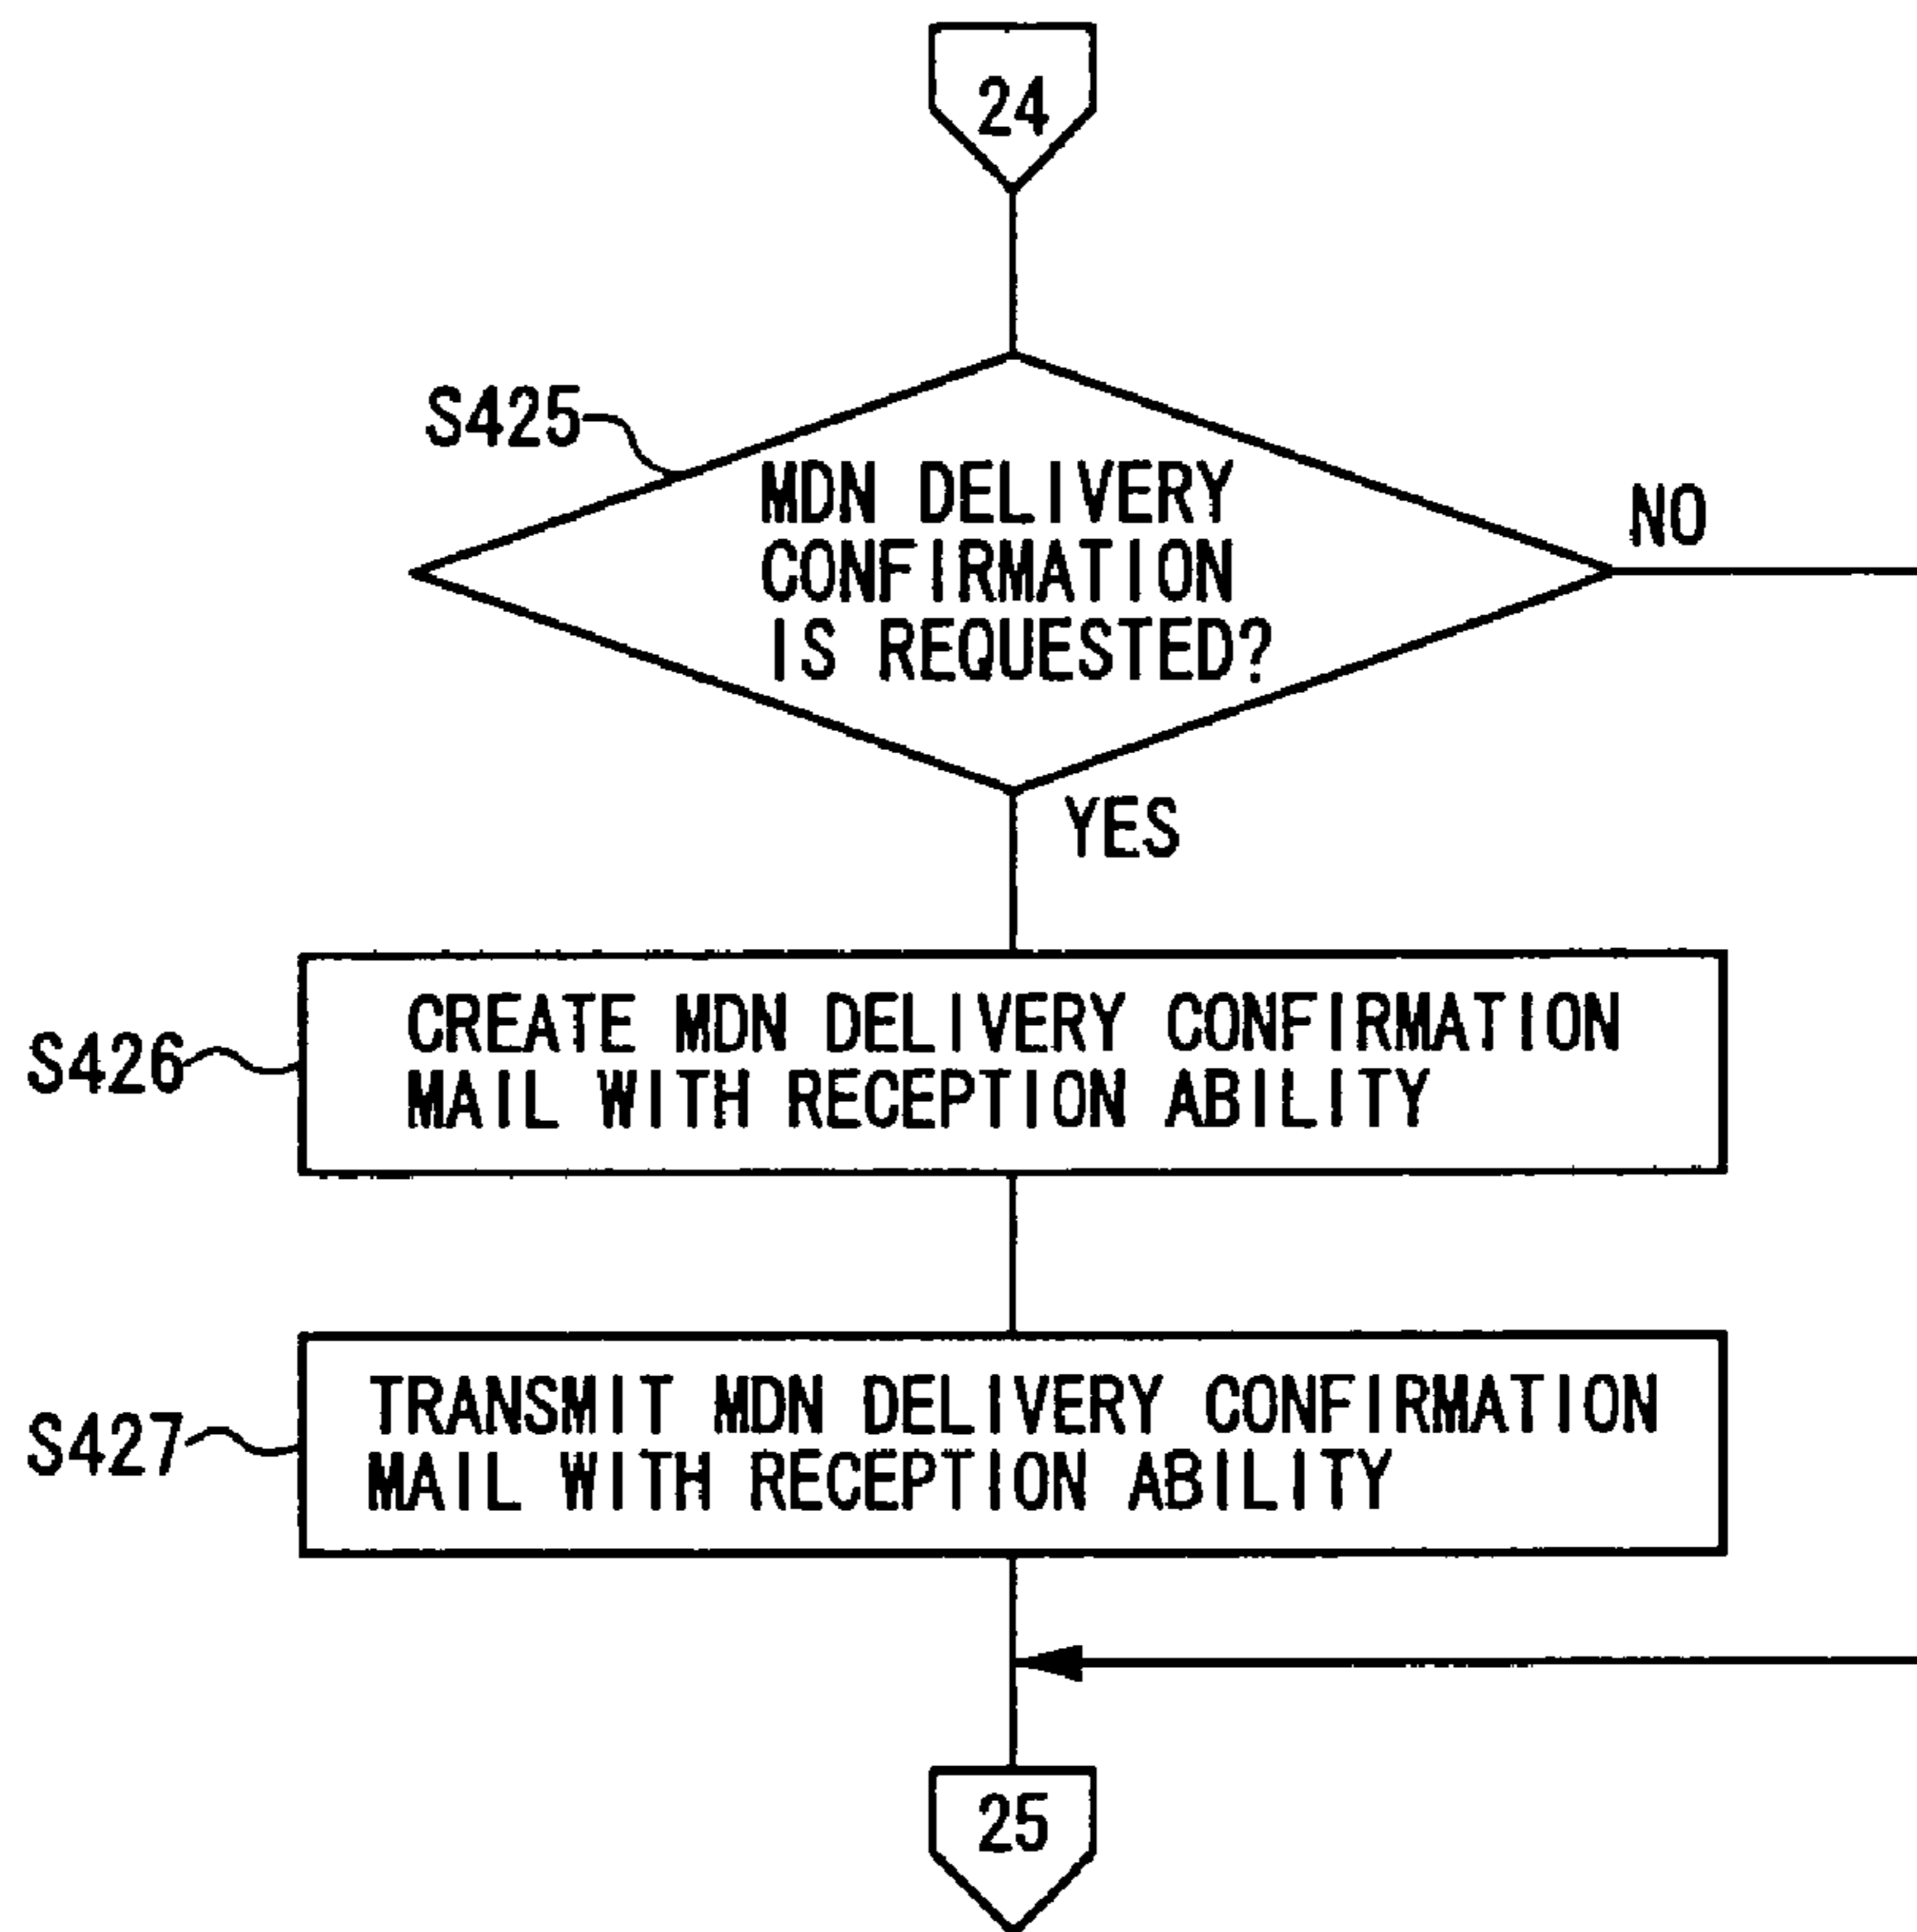 24
S425
MDN DELIVERY
CONFIRMATION
IS REQUESTED?
NO
YES
S426
CREATE MDN DELIVERY CONFIRMATION
MAIL WITH RECEPTION ABILITY
S427
TRANSMIT MDN DELIVERY CONFIRMATION
MAIL WITH RECEPTION ABILITY
25